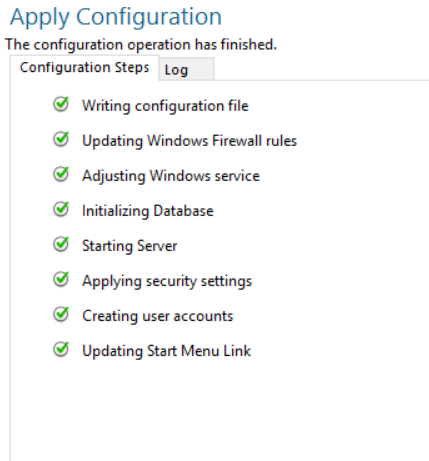 Apply Configuration
The configuration operation has finished.
Configuration Steps Log
Writing configuration file
Updating Windows Firewall rules
Adjusting Windows service
Initializing Database
Starting Server
Applying security settings
Creating user accounts
Updating Start Menu Link